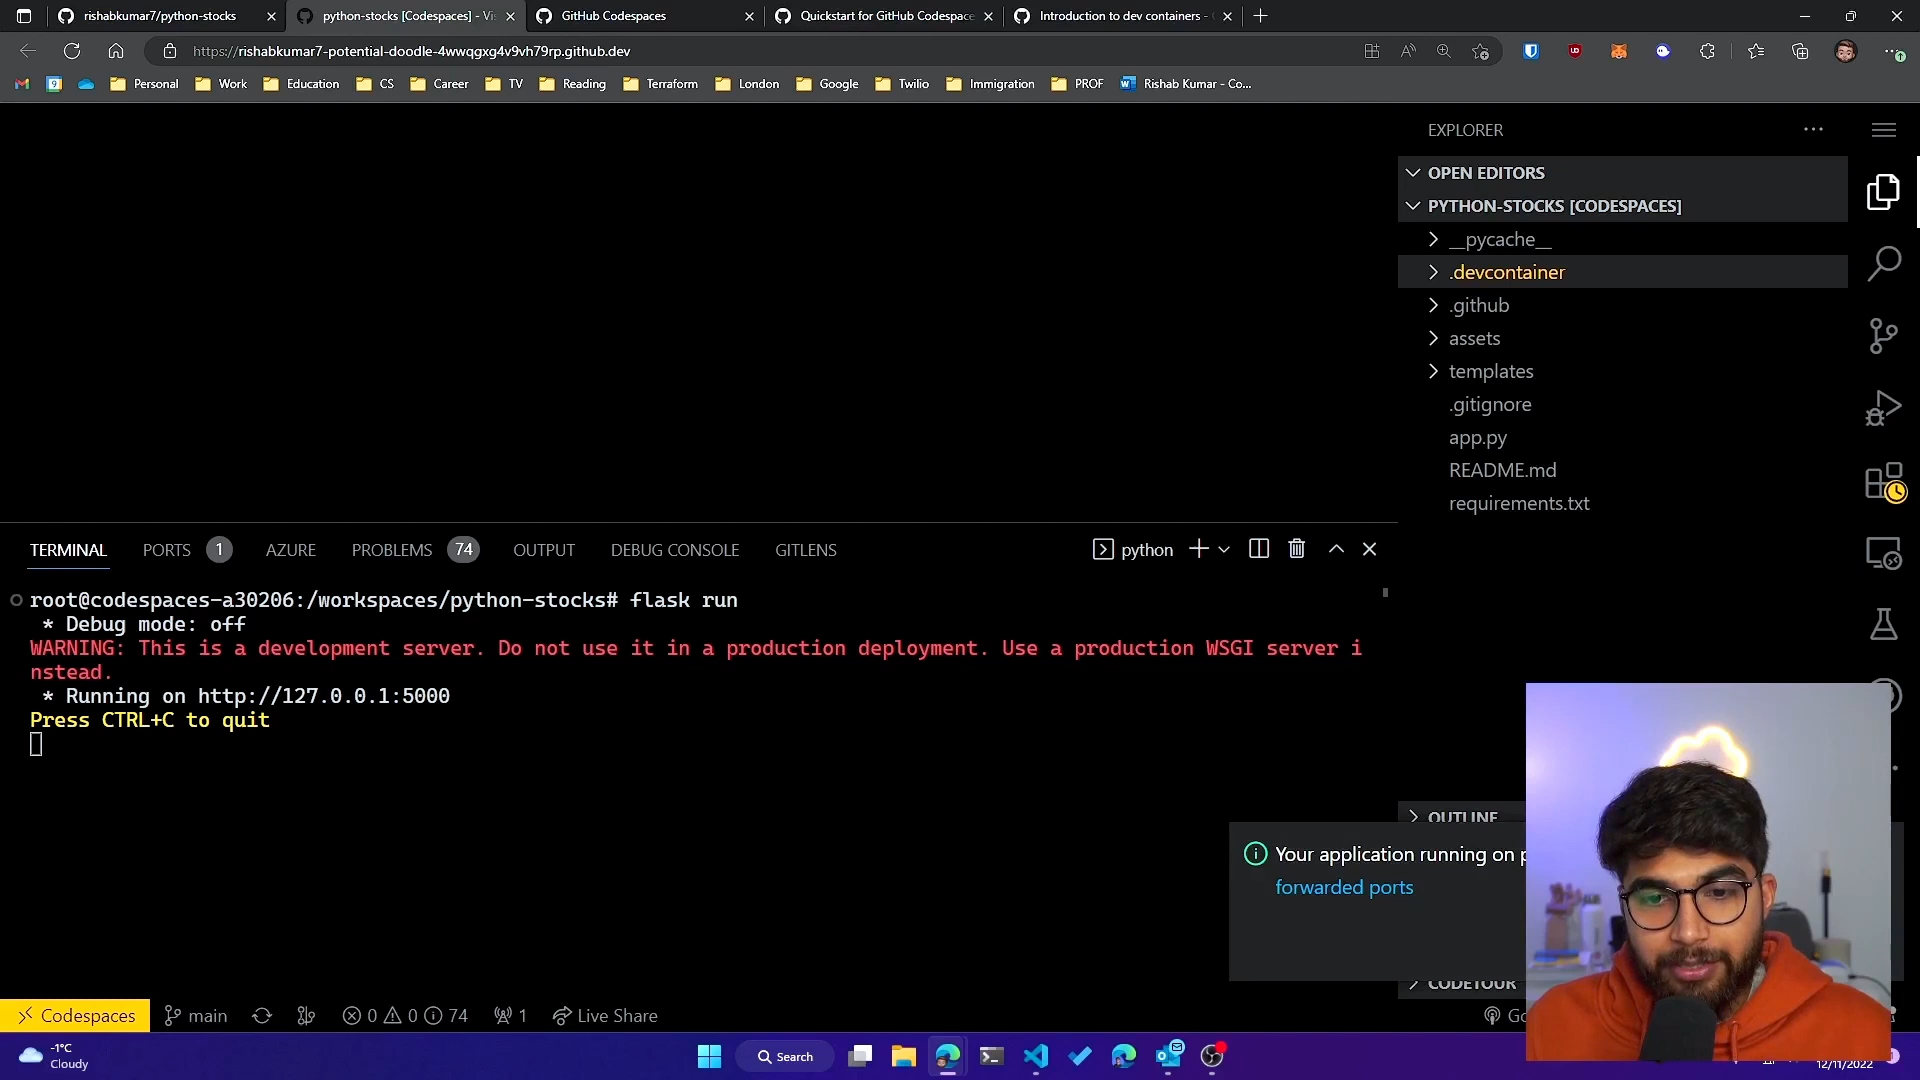 rishabkumar7/python-stocks
python-stocks [Codespaces] - Vi
GitHub Codespaces
Quickstart for GitHub Codespace
Introduction to dev containers -
https://rishabkumar7-potential-doodle-4wwqgxg4v9vh79rp.github.dev
Personal
Work
Education
CS
Career
TV
Reading
Terraform
London
Google
Twilio
Immigration
PROF
Rishab Kumar - Co...
EXPLORER
OPEN EDITORS
PYTHON-STOCKS [CODESPACES]
__pycache__
.devcontainer
.github
assets
templates
.gitignore
app.py
README.md
requirements.txt
TERMINAL
PORTS 1
AZURE
PROBLEMS 74
OUTPUT
DEBUG CONSOLE
GITLENS
python
root@codespaces-a30206:/workspaces/python-stocks# flask run
* Debug mode: off
WARNING: This is a development server. Do not use it in a production deployment. Use a production WSGI server i
nstead.
* Running on http://127.0.0.1:5000
Press CTRL+C to quit
OUTLINE
Your application running on p
forwarded ports
CODETOUR
Codespaces
main
0 0 74
1
Live Share
Go
-1°C
Cloudy
Search
12/11/2022